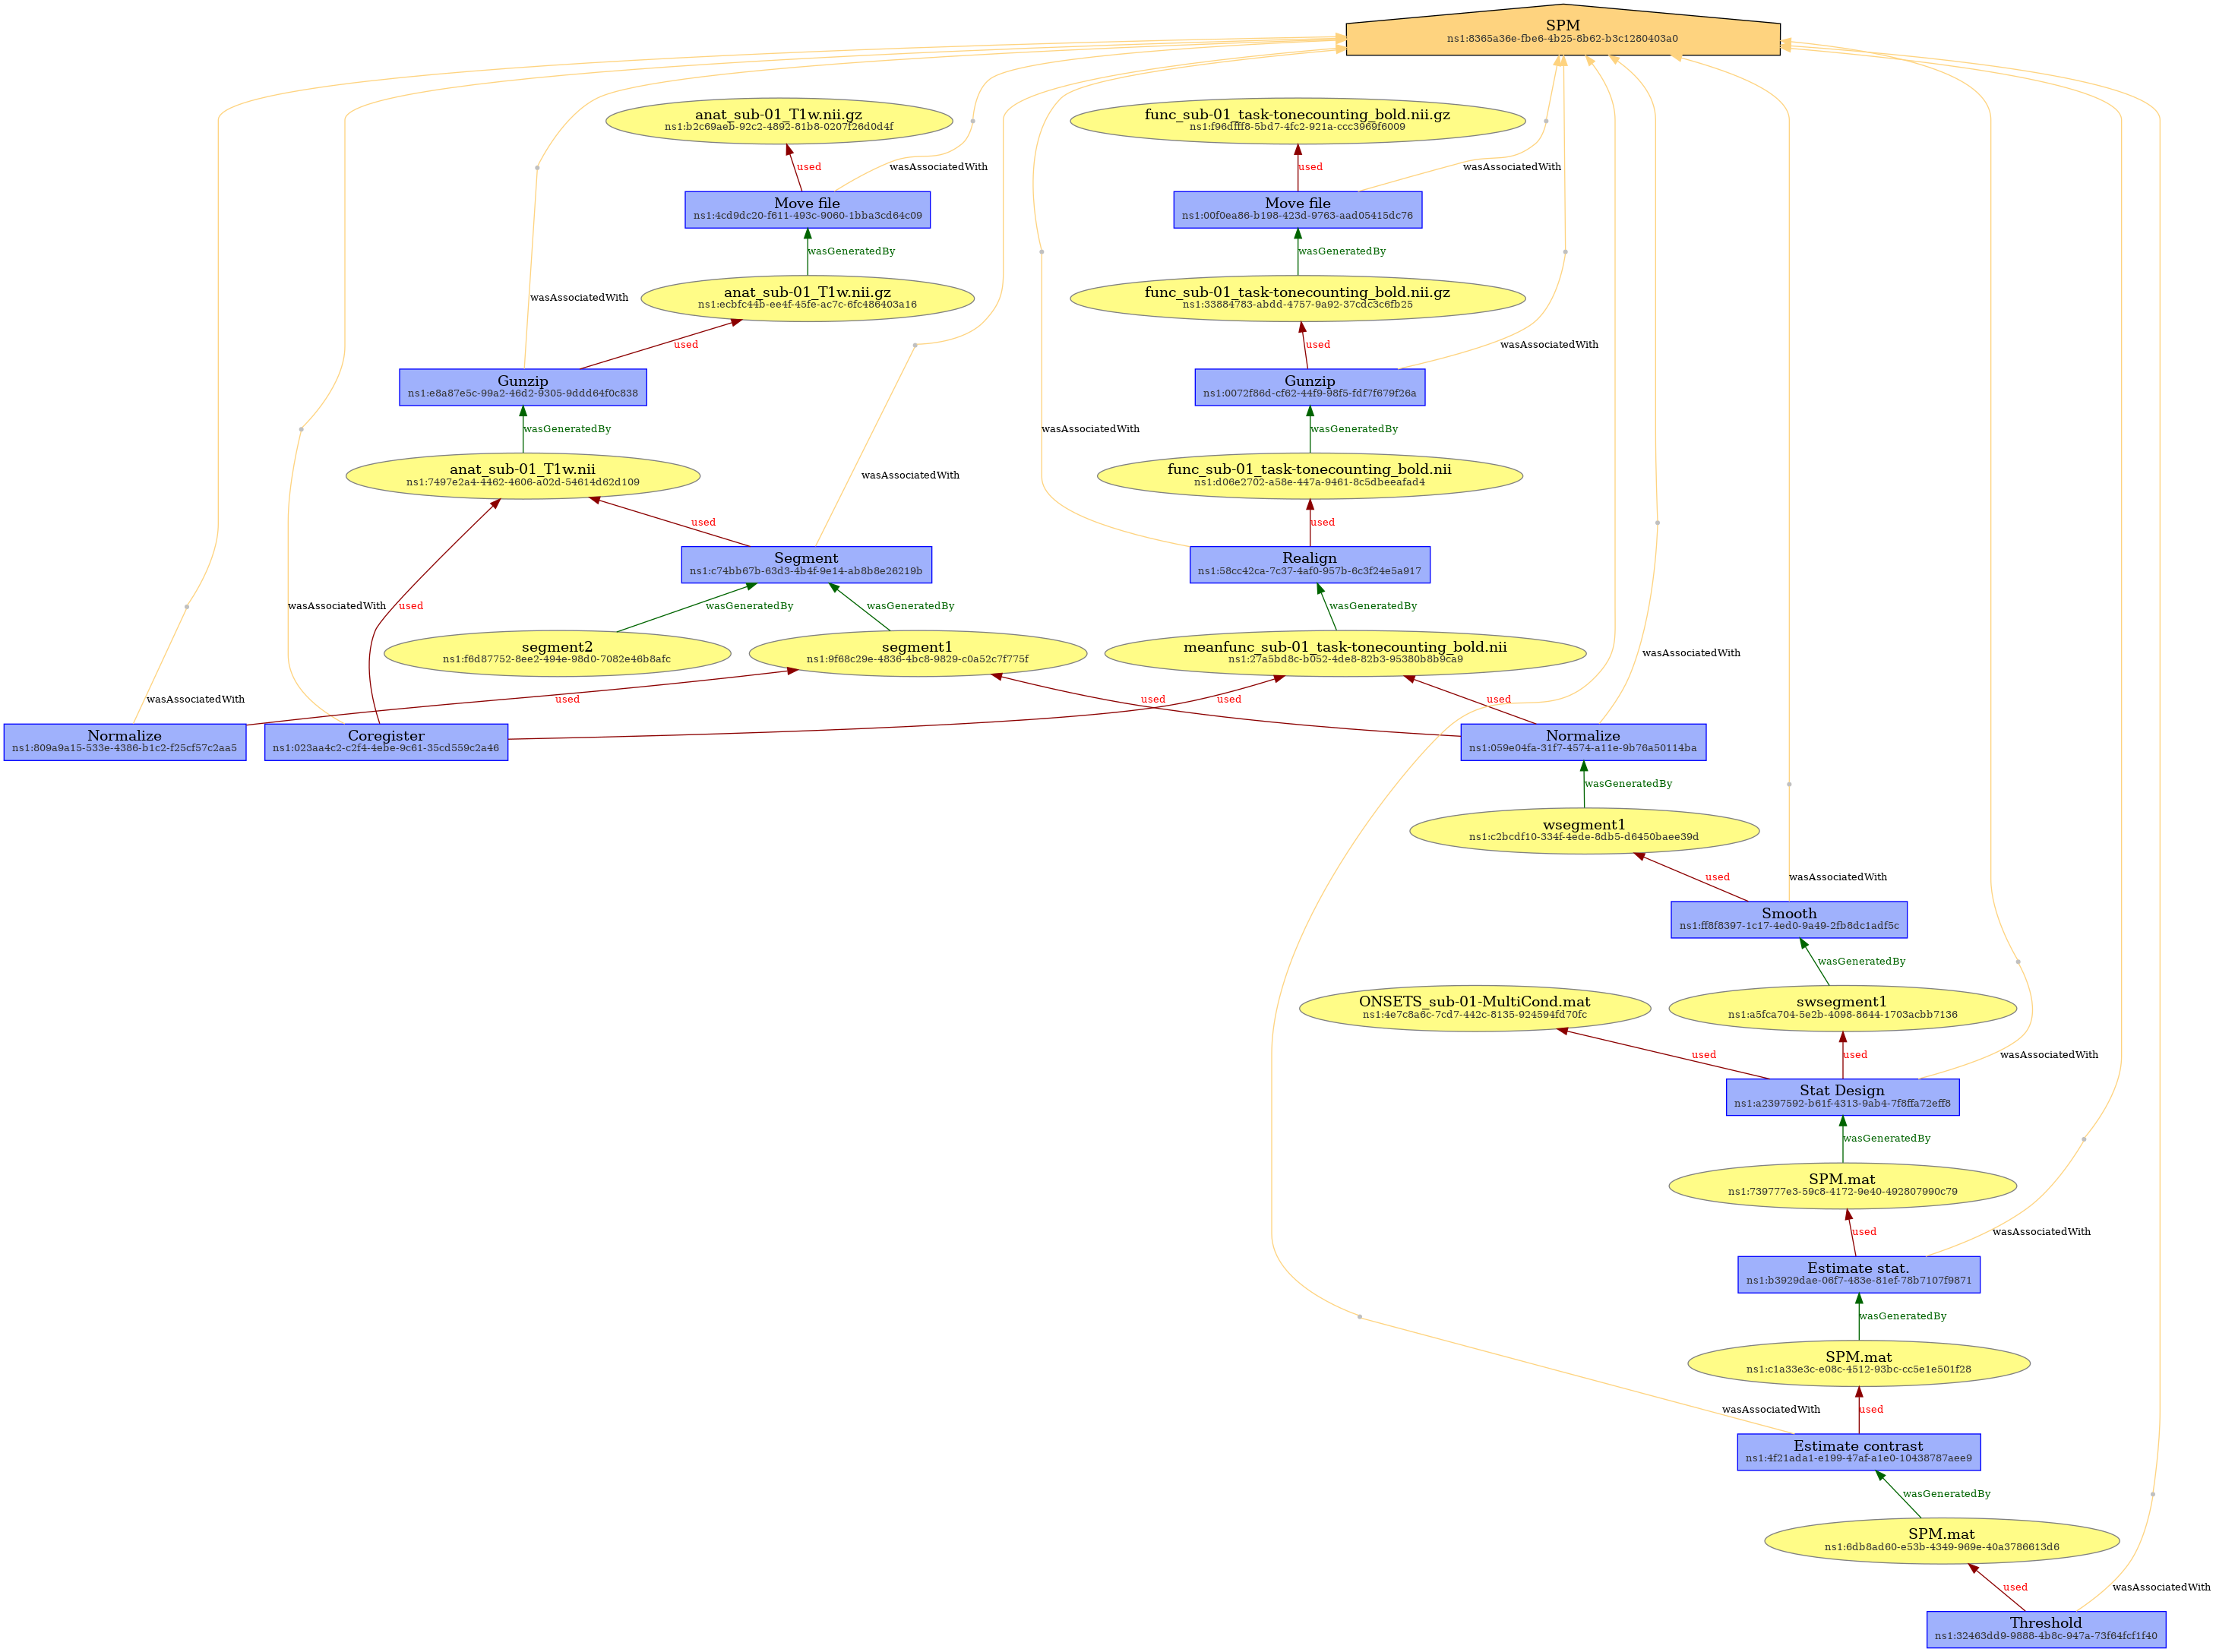 SPM
ns1:8365a36e-fbe6-4b25-8b62-b3c1280403a0
anat_sub-01_T1w.nii.gz
ns1:b2c69aeb-92c2-4892-81b8-0207f26d0d4f
func_sub-01_task-tonecounting_bold.nii.gz
ns1:f96dfff8-5bd7-4fc2-921a-ccc3969f6009
used
wasAssociatedWith
used
wasAssociatedWith
Move file
ns1:4cd9dc20-f611-493c-9060-1bba3cd64c09
Move file
ns1:00f0ea86-b198-423d-9763-aad05415dc76
wasGeneratedBy
wasGeneratedBy
anat_sub-01_T1w.nii.gz
ns1:ecbfc44b-ee4f-45fe-ac7c-6fc486403a16
func_sub-01_task-tonecounting_bold.nii.gz
ns1:33884783-abdd-4757-9a92-37cdc3c6fb25
wasAssociatedWith
used
used
wasAssociatedWith
Gunzip
ns1:e8a87e5c-99a2-46d2-9305-9ddd64f0c838
Gunzip
ns1:0072f86d-cf62-44f9-98f5-fdf7f679f26a
wasGeneratedBy
wasAssociatedWith
wasGeneratedBy
anat_sub-01_T1w.nii
ns1:7497e2a4-4462-4606-a02d-54614d62d109
wasAssociatedWith
func_sub-01_task-tonecounting_bold.nii
ns1:d06e2702-a58e-447a-9461-8c5dbeeafad4
used
used
Segment
ns1:c74bb67b-63d3-4b4f-9e14-ab8b8e26219b
Realign
ns1:58cc42ca-7c37-4af0-957b-6c3f24e5a917
wasAssociatedWith
used
wasGeneratedBy
wasGeneratedBy
wasGeneratedBy
segment2
ns1:f6d87752-8ee2-494e-98d0-7082e46b8afc
segment1
ns1:9f68c29e-4836-4bc8-9829-c0a52c7f775f
meanfunc_sub-01_task-tonecounting_bold.nii
ns1:27a5bd8c-b052-4de8-82b3-95380b8b9ca9
wasAssociatedWith
wasAssociatedWith
used
used
used
used
Normalize
ns1:809a9a15-533e-4386-b1c2-f25cf57c2aa5
Coregister
ns1:023aa4c2-c2f4-4ebe-9c61-35cd559c2a46
Normalize
ns1:059e04fa-31f7-4574-a11e-9b76a50114ba
wasGeneratedBy
wsegment1
ns1:c2bcdf10-334f-4ede-8db5-d6450baee39d
used
wasAssociatedWith
Smooth
ns1:ff8f8397-1c17-4ed0-9a49-2fb8dc1adf5c
wasGeneratedBy
ONSETS_sub-01-MultiCond.mat
ns1:4e7c8a6c-7cd7-442c-8135-924594fd70fc
swsegment1
ns1:a5fca704-5e2b-4098-8644-1703acbb7136
used
used
wasAssociatedWith
Stat Design
ns1:a2397592-b61f-4313-9ab4-7f8ffa72eff8
wasGeneratedBy
SPM.mat
ns1:739777e3-59c8-4172-9e40-492807990c79
used
wasAssociatedWith
Estimate stat.
ns1:b3929dae-06f7-483e-81ef-78b7107f9871
wasGeneratedBy
SPM.mat
ns1:c1a33e3c-e08c-4512-93bc-cc5e1e501f28
wasAssociatedWith
used
Estimate contrast
ns1:4f21ada1-e199-47af-a1e0-10438787aee9
wasGeneratedBy
SPM.mat
ns1:6db8ad60-e53b-4349-969e-40a3786613d6
used
wasAssociatedWith
Threshold
ns1:32463dd9-9888-4b8c-947a-73f64fcf1f40